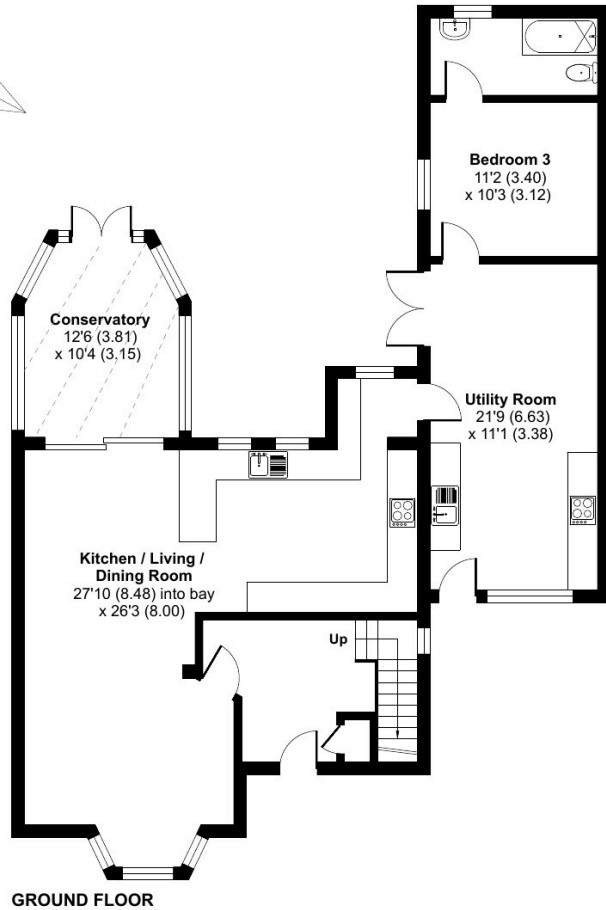 Bedroom 3
11'2 (3.40)
x 10'3 (3.12)
Conservatory
12'6 (3.81)
x 10'4 (3.15)
Utility Room
21'9 (6.63)
x 11'1 (3.38)
Kitchen / Living /
Dining Room
27'10 (8.48) into bay
x 26'3 (8.00)
Up
GROUND FLOOR